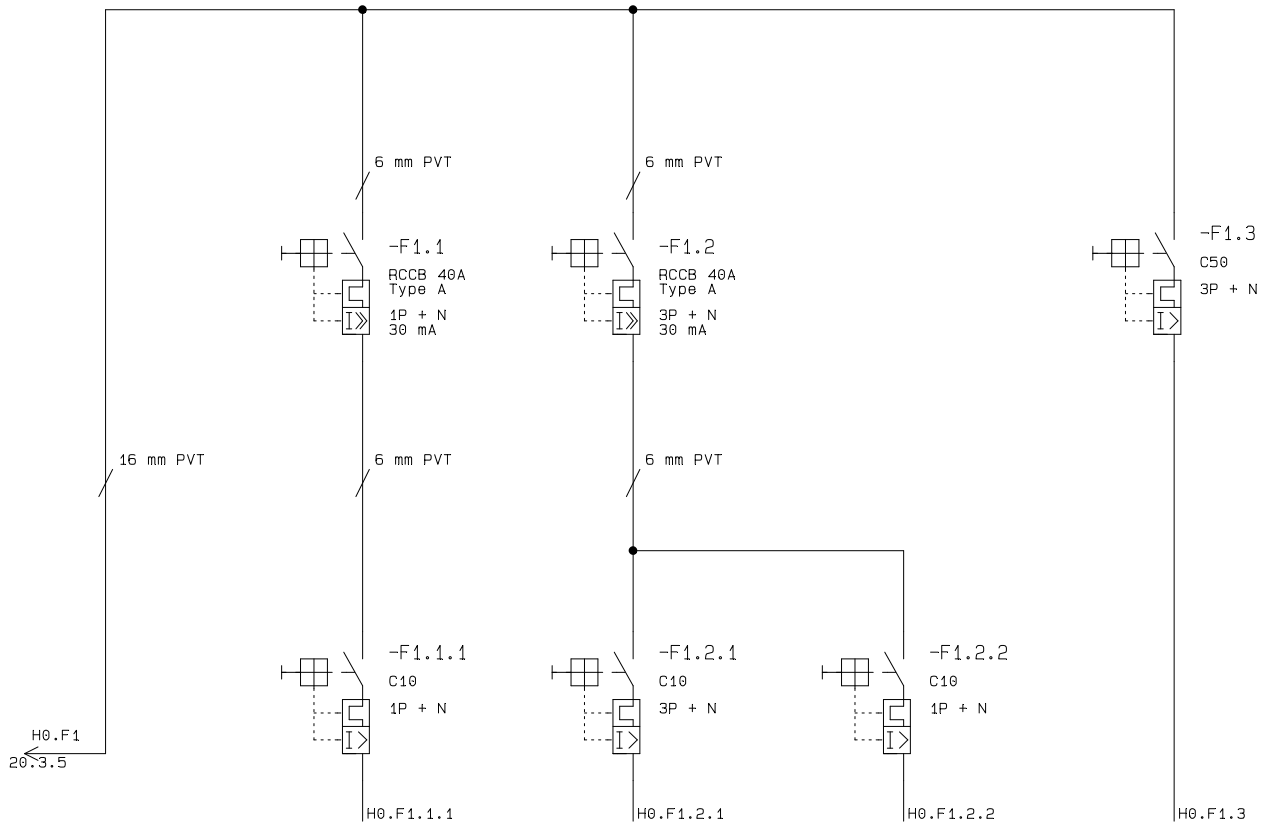 6 mm PVT
6 mm PVT
-F1.1
RCCB 40A
Type A
1P + N
30 mA
I>>
-F1.2
RCCB 40A
Type A
3P + N
30 mA
I>>
-F1.3
C50
3P + N
I>
16 mm PVT
6 mm PVT
6 mm PVT
-F1.1.1
C10
1P + N
I>
-F1.2.1
C10
3P + N
I>
-F1.2.2
C10
1P + N
I>
H0.F1
20.3.5
H0.F1.1.1
H0.F1.2.1
H0.F1.2.2
H0.F1.3